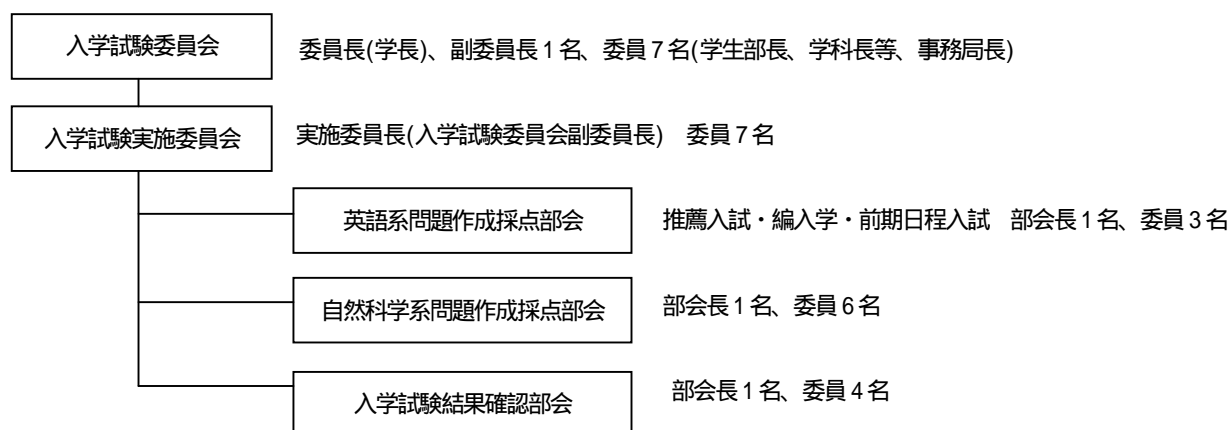 入学試験委員会　委員長(学長)、副委員長１名、委員７名(学生部長、学科長等、事務局長)
入学試験実施委員会　実施委員長(入学試験委員会副委員長)　委員７名
英語系問題作成採点部会　推薦入試・編入学・前期日程入試　部会長１名、委員３名
自然科学系問題作成採点部会　部会長１名、委員６名
入学試験結果確認部会　部会長１名、委員４名